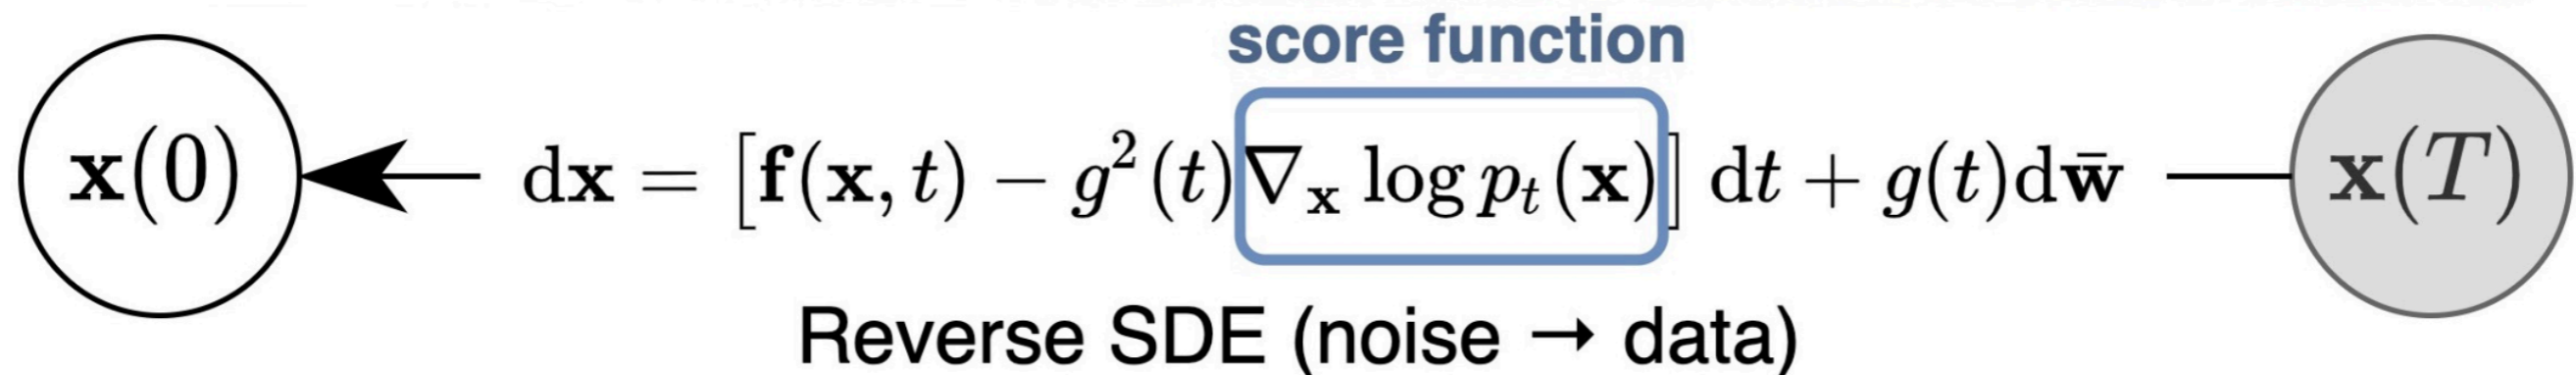 score function
x(0) dx = [f(x, t) − g²(t)∇ₓ log pₜ(x)] dt + g(t)dw̄ x(T)
Reverse SDE (noise → data)